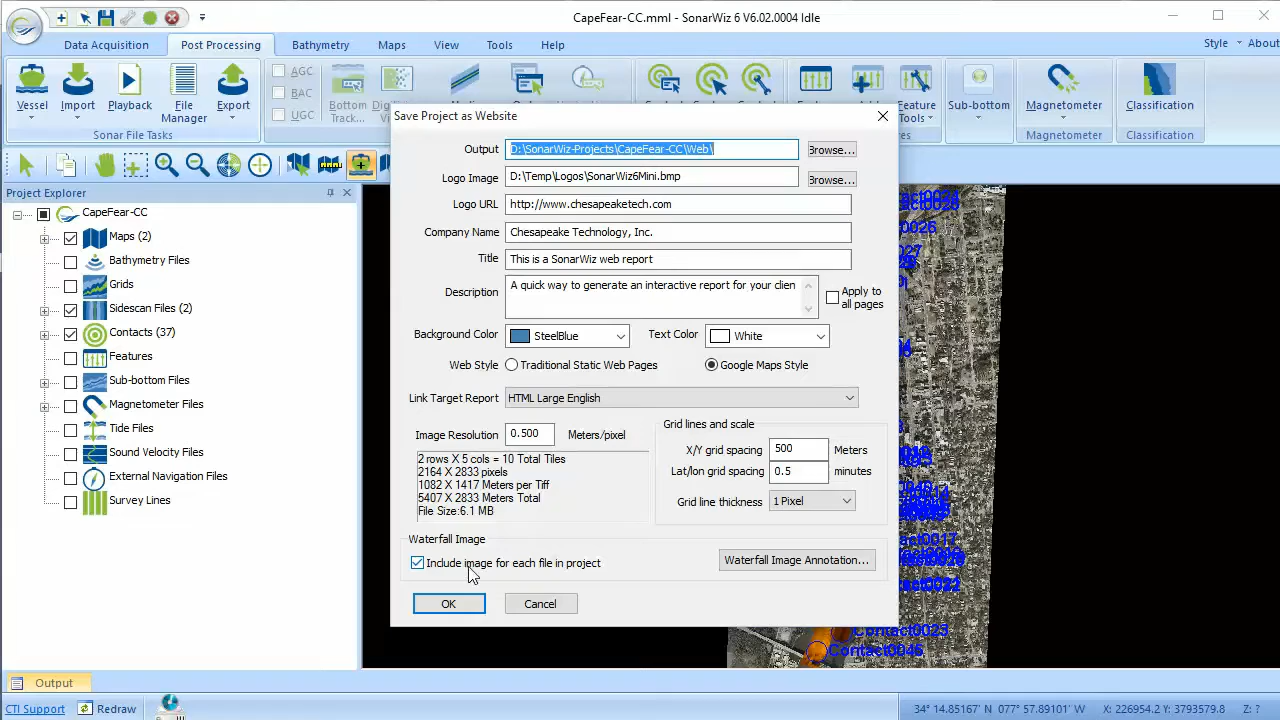 CapeFear-CC.mml - SonarWiz 6 V6.02.0004 Idle
Data Acquisition
Post Processing
Bathymetry
Maps
View
Tools
Help
Style
About
Vessel
Import
Playback
File Manager
Export
AGC
BAC
UGC
Bottom Track...
Feature Tools
Sub-bottom
Magnetometer
Classification
Sonar File Tasks
Magnetometer
Classification
Project Explorer
CapeFear-CC
Maps (2)
Bathymetry Files
Grids
Sidescan Files (2)
Contacts (37)
Features
Sub-bottom Files
Magnetometer Files
Tide Files
Sound Velocity Files
External Navigation Files
Survey Lines
Save Project as Website
Output
D:\SonarWiz-Projects\CapeFear-CC\Web\
Browse...
Logo Image
D:\Temp\Logos\SonarWiz6Mini.bmp
Browse...
Logo URL
http://www.chesapeaketech.com
Company Name
Chesapeake Technology, Inc.
Title
This is a SonarWiz web report
Description
A quick way to generate an interactive report for your clien
Apply to all pages
Background Color
SteelBlue
Text Color
White
Web Style
Traditional Static Web Pages
Google Maps Style
Link Target Report
HTML Large English
Image Resolution
0.500
Meters/pixel
2 rows X 5 cols = 10 Total Tiles
2164 X 2833 pixels
1082 X 1417 Meters per Tiff
5407 X 2833 Meters Total
File Size:6.1 MB
Grid lines and scale
X/Y grid spacing
500
Meters
Lat/lon grid spacing
0.5
minutes
Grid line thickness
1 Pixel
Waterfall Image
Include image for each file in project
Waterfall Image Annotation...
OK
Cancel
Contact0023
Contact0046
Output
CTI Support
Redraw
34° 14.85167' N 077° 57.89101' W
X: 226954.2 Y: 3793579.8
Z: ?